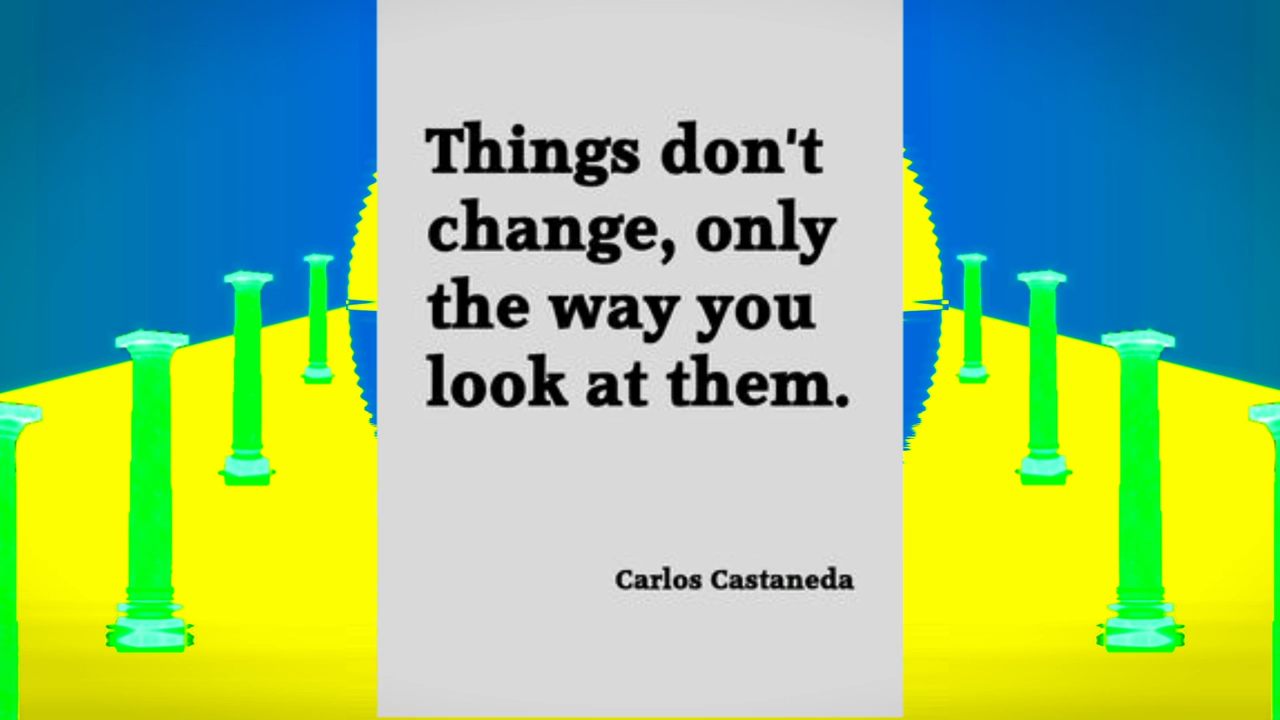 Things don't
change, only
the way you
look at them.
Carlos Castaneda